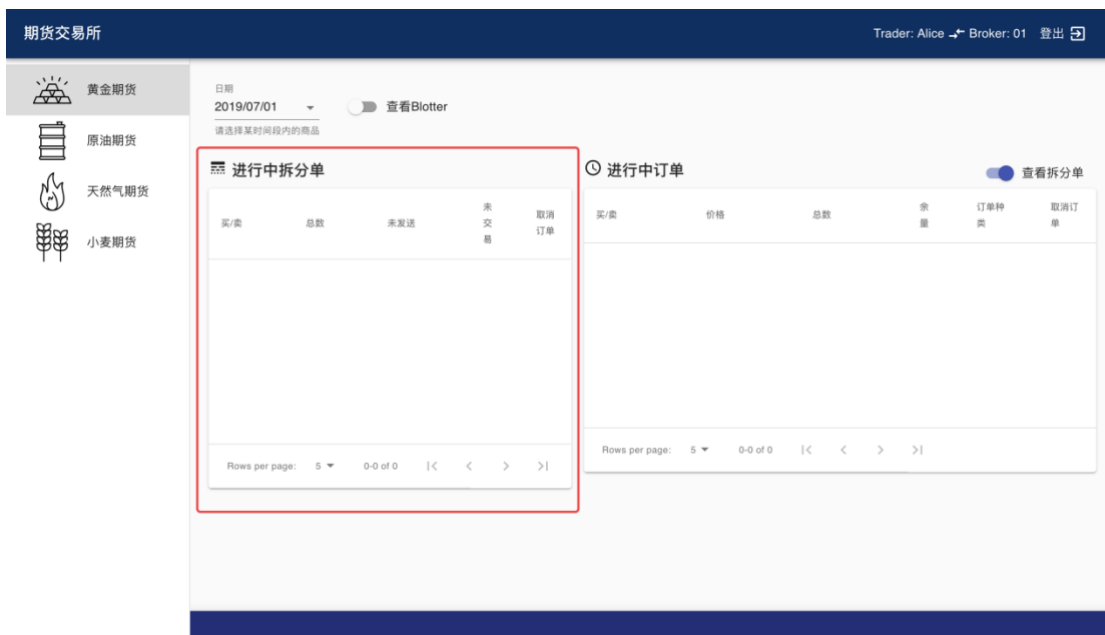 期货交易所
Trader: Alice Broker: 01 登出
黄金期货
原油期货
天然气期货
小麦期货
日期
2019/07/01
查看Blotter
请选择某时间段内的商品
进行中拆分单
买/卖 总数 未发送 未交易 取消订单
Rows per page: 5 0-0 of 0
进行中订单
查看拆分单
买/卖 价格 总数 余量 订单种类 取消订单
Rows per page: 5 0-0 of 0